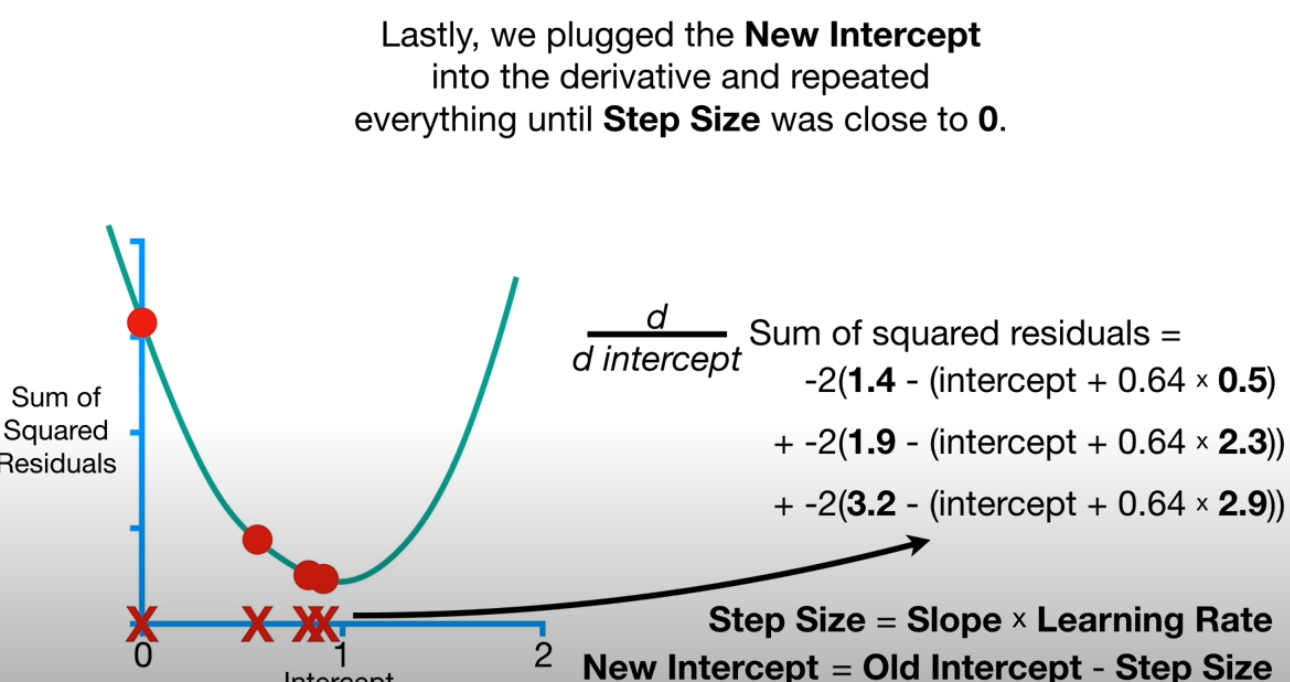 Lastly, we plugged the New Intercept
into the derivative and repeated
everything until Step Size was close to 0.
d
d intercept
Sum of squared residuals =
-2(1.4 - (intercept + 0.64 × 0.5)
+ -2(1.9 - (intercept + 0.64 × 2.3))
+ -2(3.2 - (intercept + 0.64 × 2.9))
Sum of
Squared
Residuals
X X X X
0 1 2
Intercept
Step Size = Slope × Learning Rate
New Intercept = Old Intercept - Step Size